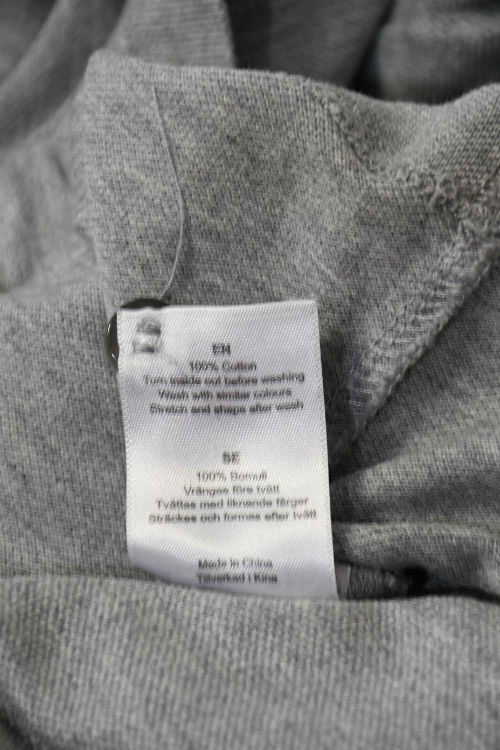 EN
100% Cotton
Turn inside out before washing
Wash with similar colours
Stretch and shape after wash
SE
100% Bomull
Vränges före tvätt
Tvättas med liknande färger
Sträckes och formas efter tvätt
Made in China
Tillverkad i Kina